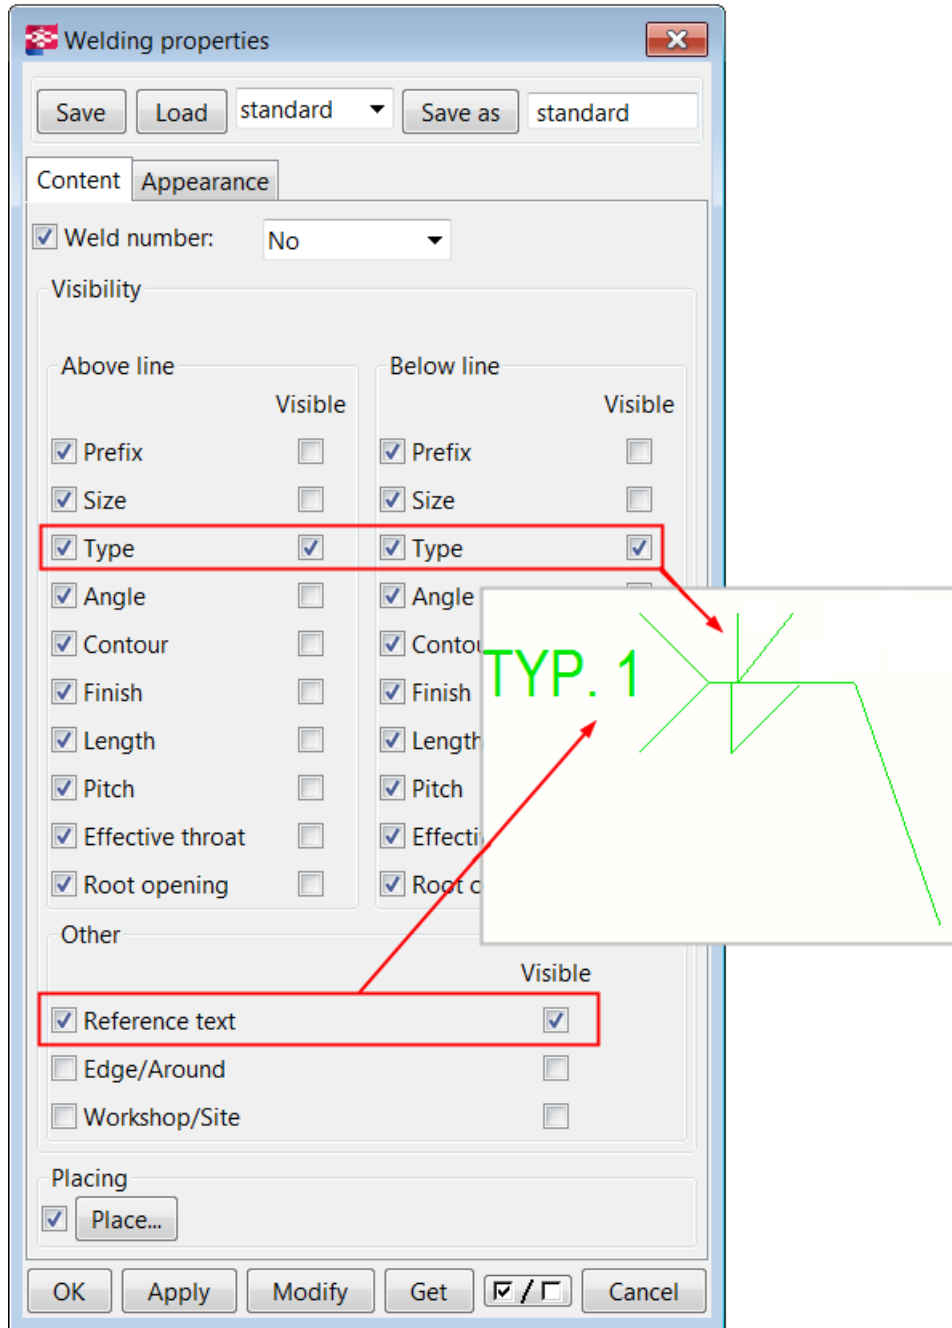 Welding properties
Save Load standard Save as standard
Content Appearance
Weld number: No
Visibility
Above line Below line
Visible Visible
Prefix Prefix
Size Size
Type Type
Angle Angle
Contour
Finish Finish
Length Length
Pitch Pitch
Effective throat
Root opening Root
TYP. 1
Other
Visible
Reference text
Edge/Around
Workshop/Site
Placing
Place...
OK Apply Modify Get / Cancel